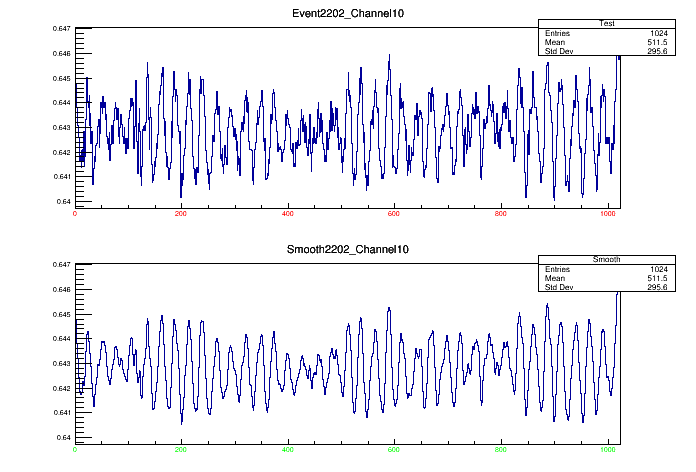 Event2202_Channel10
Test
Entries 1024
Mean 511.5
Std Dev 295.6
0.647
0.646
0.645
0.644
0.643
0.642
0.641
0.64
0 200 400 600 800 1000
Smooth2202_Channel10
Smooth
Entries 1024
Mean 511.5
Std Dev 295.6
0.647
0.646
0.645
0.644
0.643
0.642
0.641
0.64
0 200 400 600 800 1000